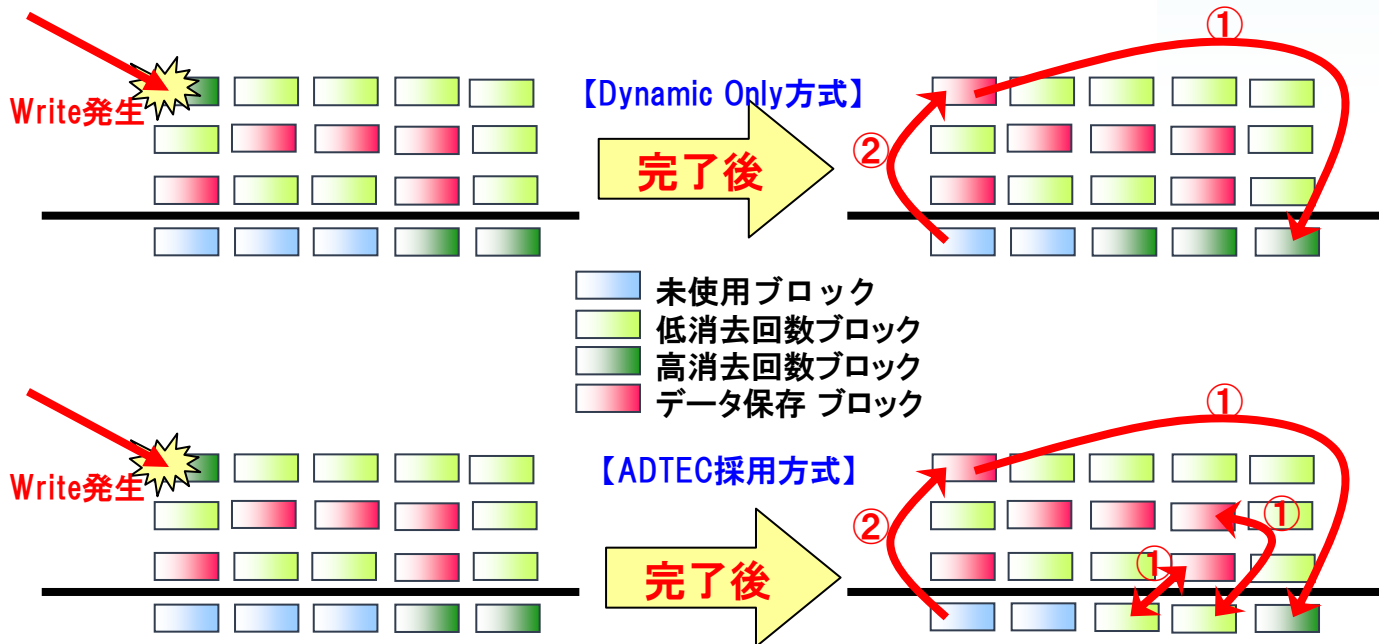 ①
【Dynamic Only方式】
Write発生
②
完了後
未使用ブロック
低消去回数ブロック
高消去回数ブロック
データ保存 ブロック
①
【ADTEC採用方式】
Write発生
②
①
①
完了後